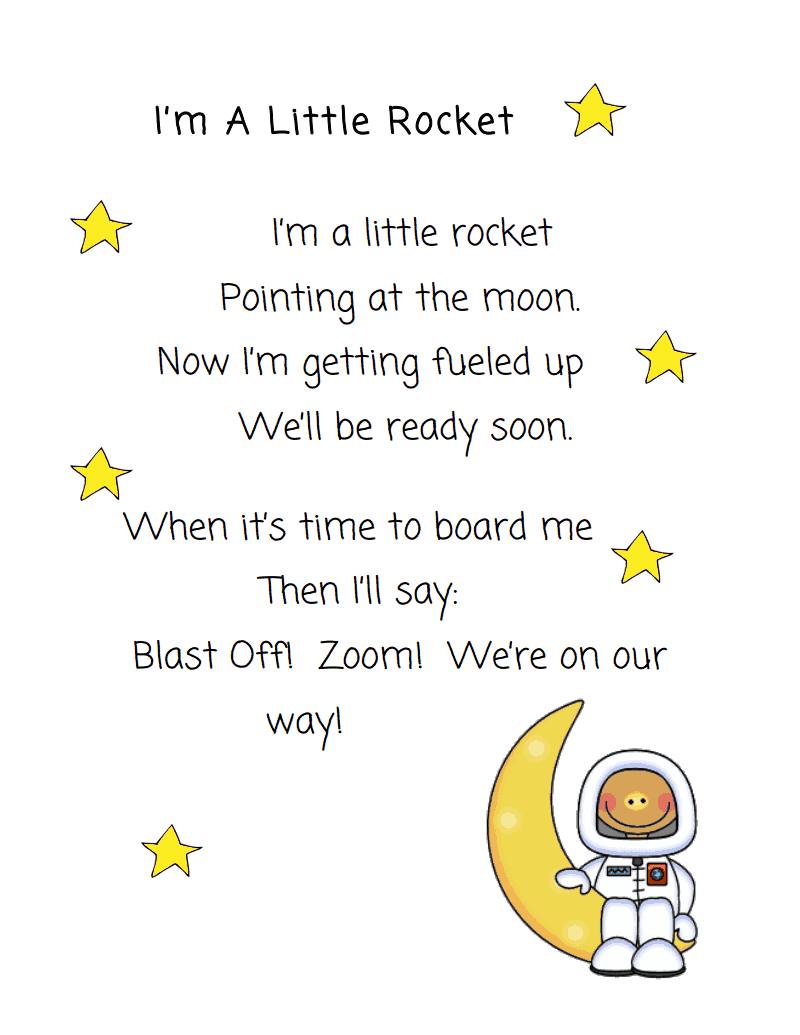 I'm A Little Rocket
I'm a little rocket
Pointing at the moon.
Now I'm getting fueled up
We'll be ready soon.
When it's time to board me
Then I'll say:
Blast Off!  Zoom!  We're on our
way!